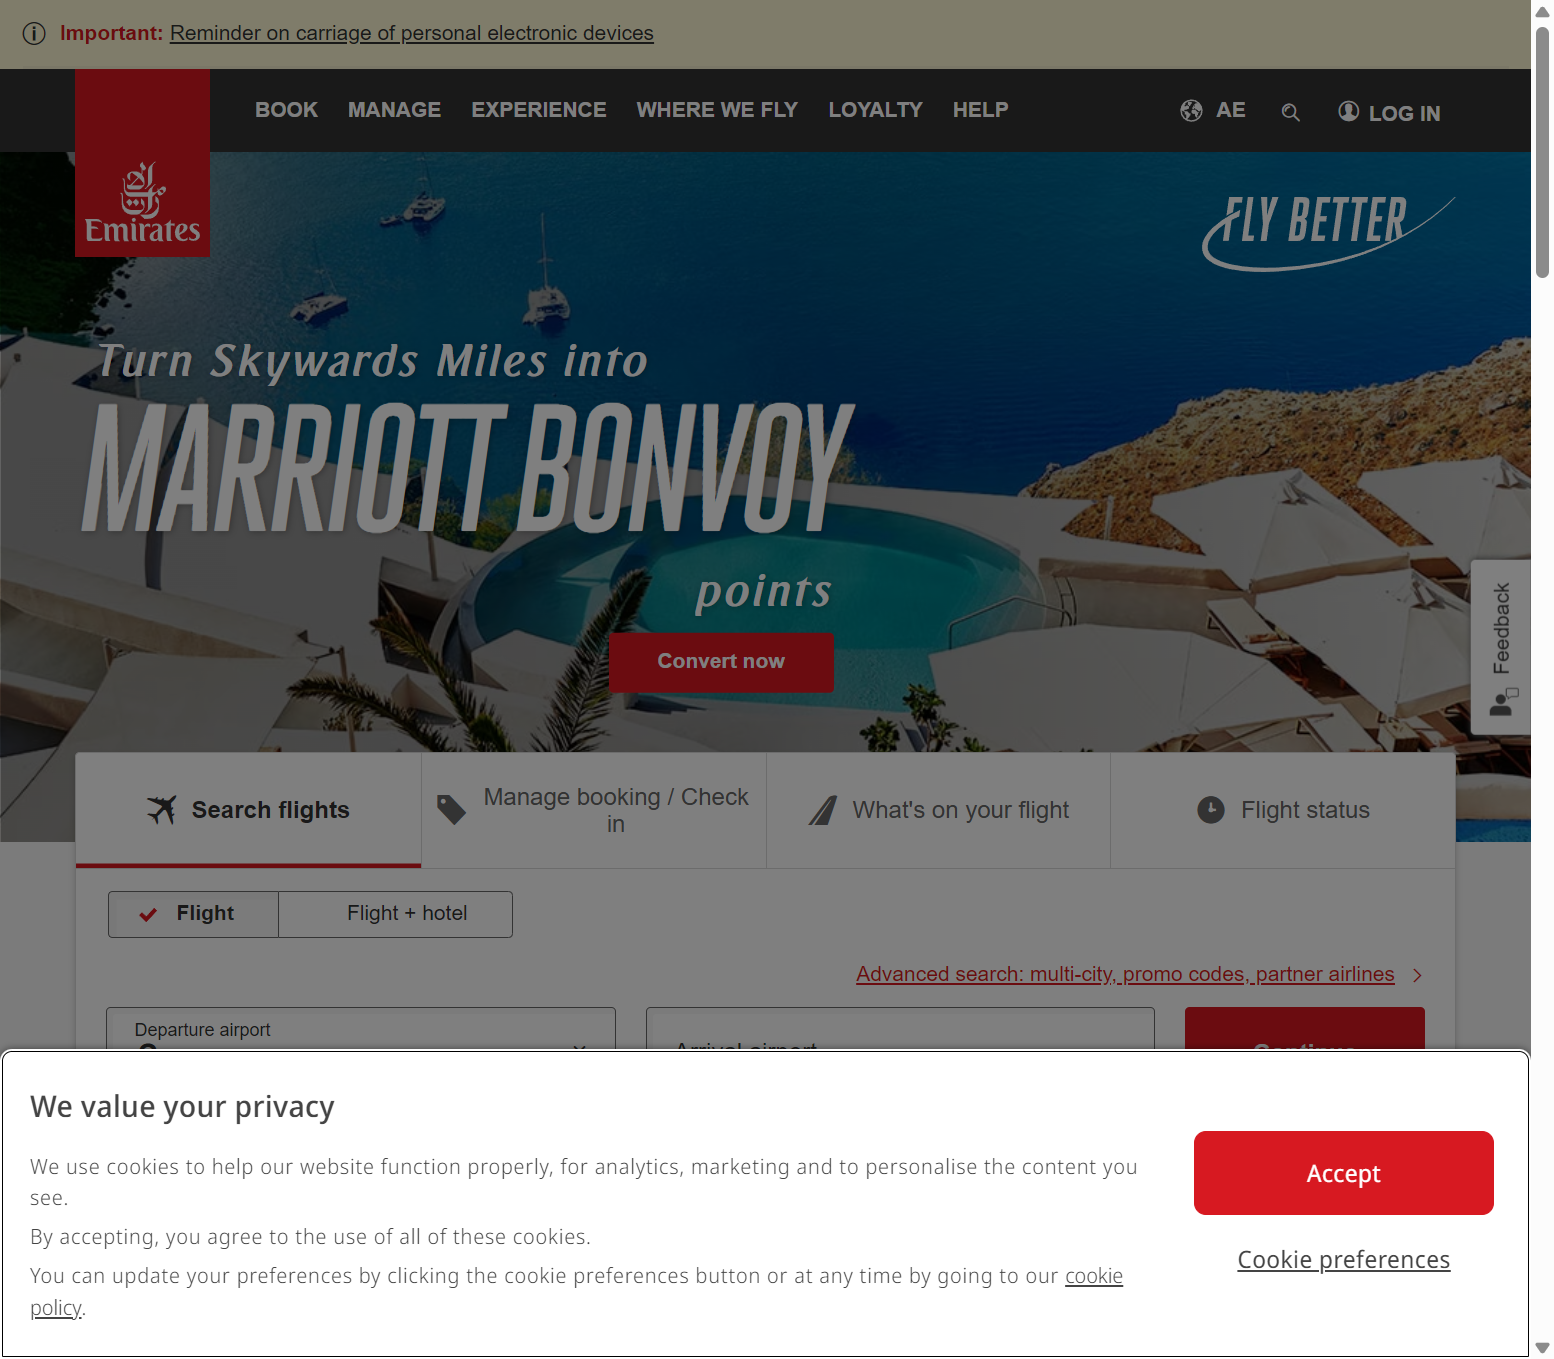 Important: Reminder on carriage of personal electronic devices
BOOK MANAGE EXPERIENCE WHERE WE FLY LOYALTY HELP AE LOG IN
Emirates
FLY BETTER
Turn Skywards Miles into
MARRIOTT BONVOY
points
Convert now
Feedback
Search flights
Manage booking / Check
in
What's on your flight
Flight status
Flight
Flight + hotel
Advanced search: multi-city, promo codes, partner airlines
Departure airport
Arrival airport
Continue
We value your privacy
We use cookies to help our website function properly, for analytics, marketing and to personalise the content you
see.
By accepting, you agree to the use of all of these cookies.
You can update your preferences by clicking the cookie preferences button or at any time by going to our cookie
policy.
Accept
Cookie preferences